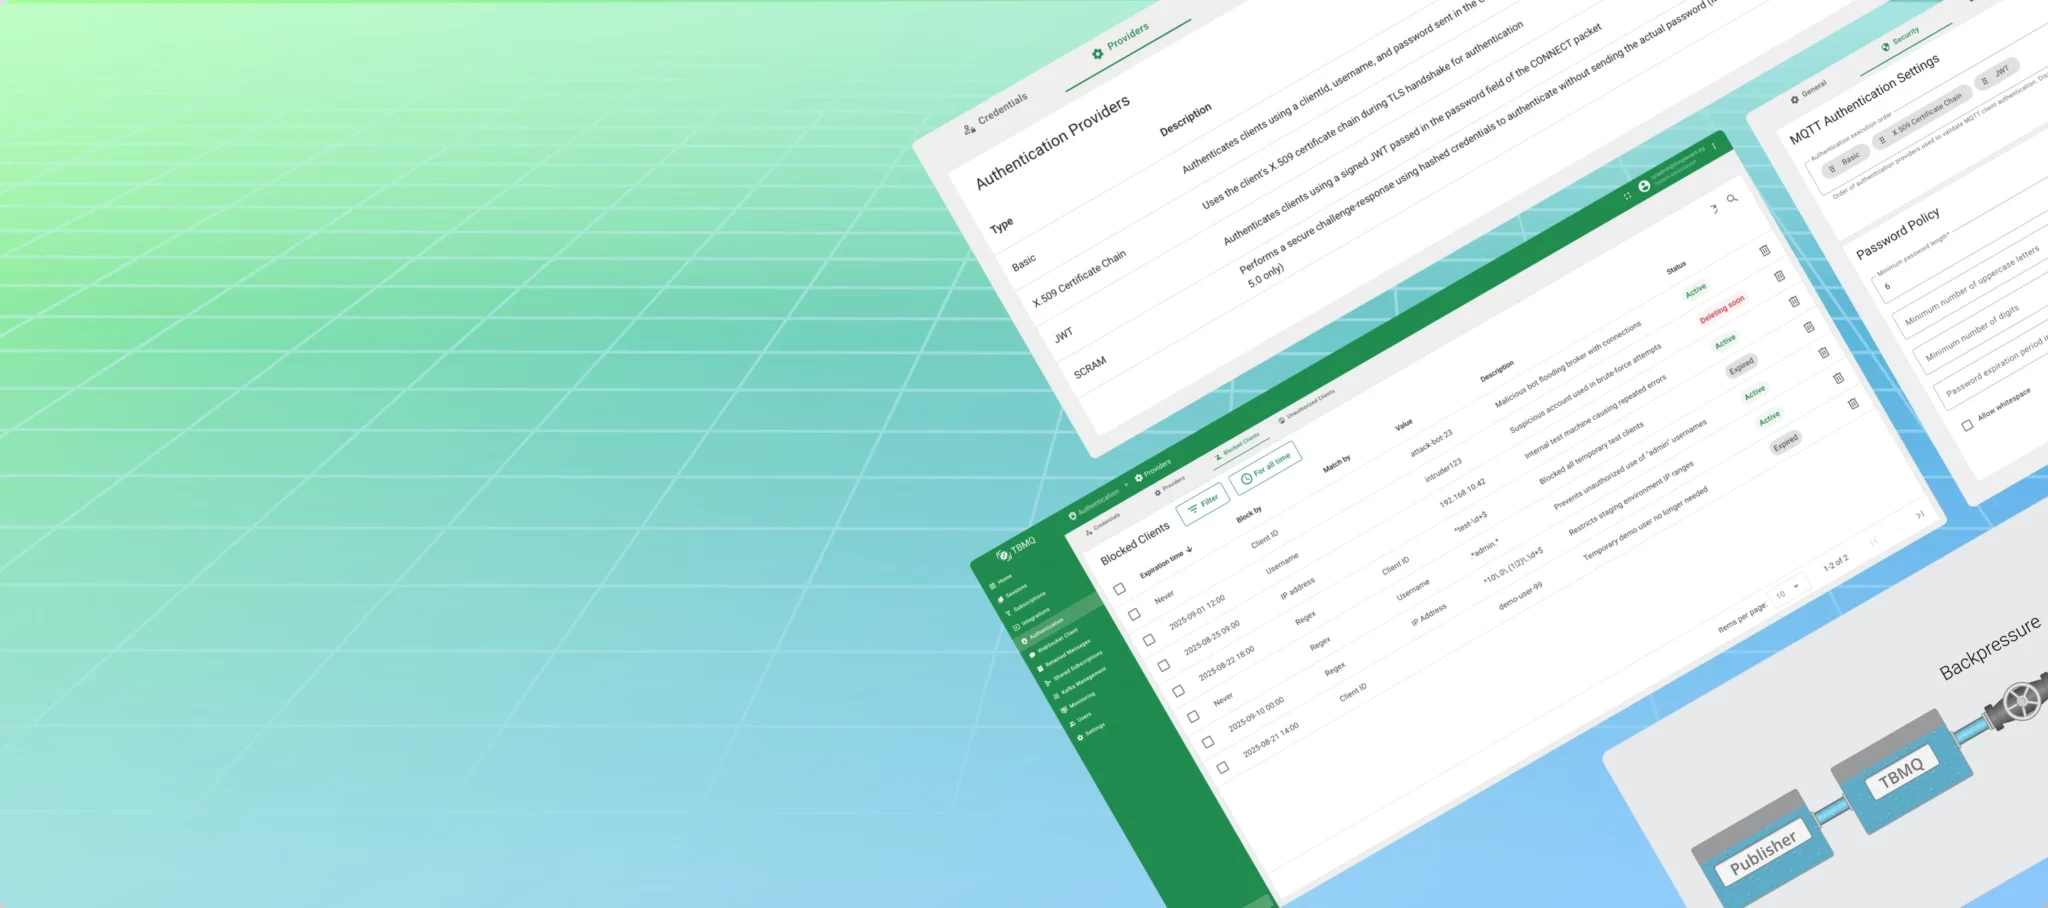 Credentials
Providers
Authentication Providers
Type Description
Basic Authenticates clients using a clientId, username, and password sent in the
X.509 Certificate Chain Uses the client's X.509 certificate chain during TLS handshake for authentication
JWT Authenticates clients using a signed JWT passed in the password field of the CONNECT packet
SCRAM Performs a secure challenge-response using hashed credentials to authenticate without sending the actual password
5.0 only)
General
Security
MQTT Authentication Settings
Authentication execution order
Basic X.509 Certificate Chain JWT
Order of authentication providers used to validate MQTT client authentication.
Password Policy
Minimum password length*
6
Minimum number of uppercase letters
Minimum number of digits
Password expiration period
Allow whitespace
TBMQ
Home
Sessions
Subscriptions
Integrations
Authentication
WebSocket Client
Retained Messages
Shared Subscriptions
Kafka Management
Monitoring
Users
Settings
Authentication > Providers
Credentials Providers Blocked Clients Unauthorized Clients
Blocked Clients Filter For all time
Expiration time Block by Match by Value Description Status
Never Client ID attack-bot-23 Malicious bot flooding broker with connections Active
2025-09-01 12:00 Username intruder123 Suspicious account used in brute-force attempts Deleting soon
2025-08-25 09:00 IP address 192.168.10.42 Internal test machine causing repeated errors Active
2025-08-22 18:00 Regex Client ID ^test-\d+$ Blocked all temporary test clients Expired
Never Regex Username ^admin.* Prevents unauthorized use of "admin" usernames Active
2025-09-10 00:00 Regex IP Address ^10\.0\.(1|2)\.\d+$ Restricts staging environment IP ranges Active
2025-08-21 14:00 Client ID demo-user-99 Temporary demo user no longer needed Expired
Items per page: 10 1-2 of 2
Backpressure
Publisher
TBMQ